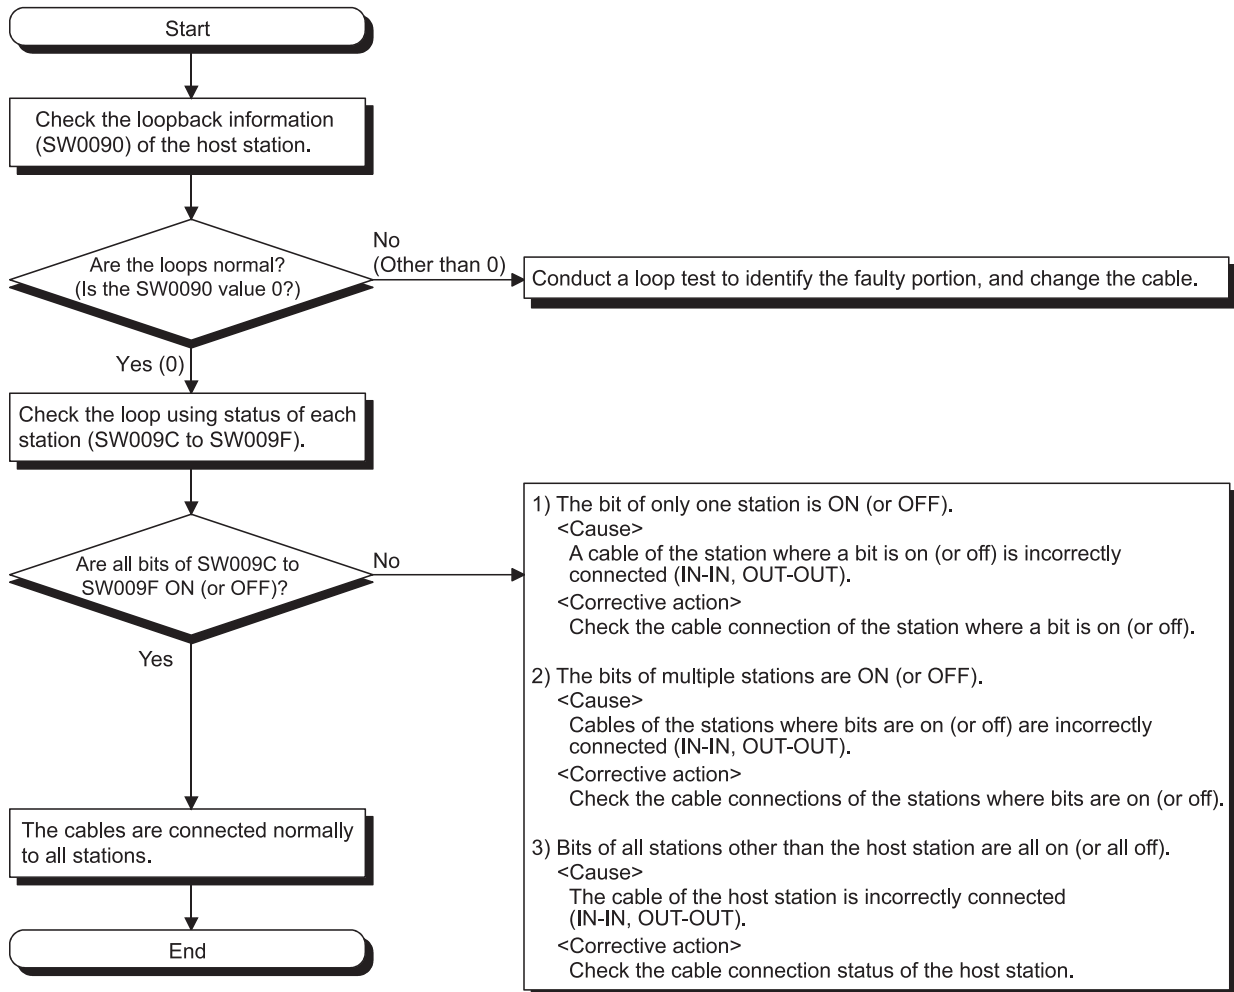 Start
Check the loopback information
(SW0090) of the host station.
Are the loops normal?
(Is the SW0090 value 0?)
No
(Other than 0)
Conduct a loop test to identify the faulty portion, and change the cable.
Yes (0)
Check the loop using status of each
station (SW009C to SW009F).
Are all bits of SW009C to
SW009F ON (or OFF)?
No
1) The bit of only one station is ON (or OFF).
<Cause>
A cable of the station where a bit is on (or off) is incorrectly
connected (IN-IN, OUT-OUT).
<Corrective action>
Check the cable connection of the station where a bit is on (or off).
2) The bits of multiple stations are ON (or OFF).
<Cause>
Cables of the stations where bits are on (or off) are incorrectly
connected (IN-IN, OUT-OUT).
<Corrective action>
Check the cable connections of the stations where bits are on (or off).
3) Bits of all stations other than the host station are all on (or all off).
<Cause>
The cable of the host station is incorrectly connected
(IN-IN, OUT-OUT).
<Corrective action>
Check the cable connection status of the host station.
Yes
The cables are connected normally
to all stations.
End